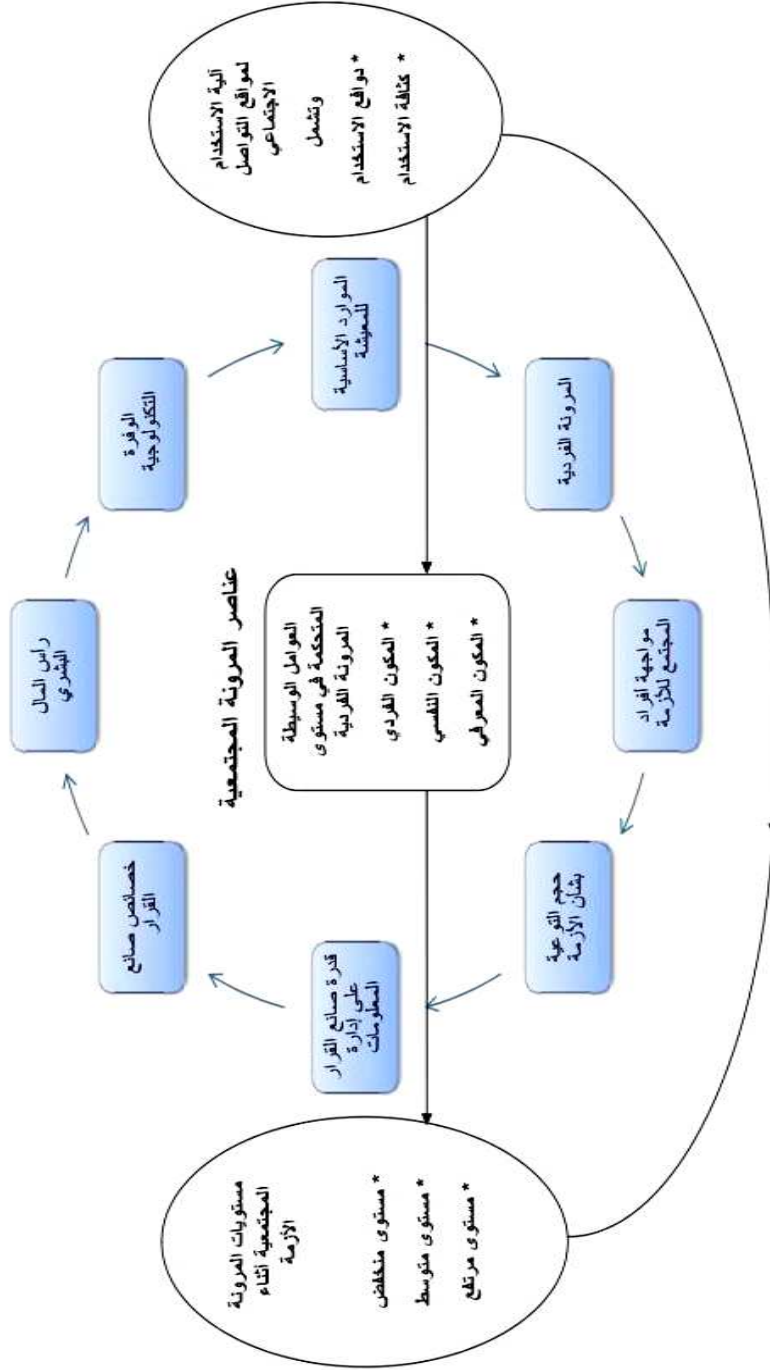 آلية الاستخدام
لمواقع التواصل
الاجتماعي
وتشمل
* دوافع الاستخدام
* كثافة الاستخدام
الموارد الأساسية
للمعيشة
المرونة الفردية
مواجهة أفراد
المجتمع للأزمة
حجم التوعية
بشأن الأزمة
قدرة صانع القرار
على إدارة
المعلومات
خصائص صانع
القرار
راس المال
البشري
الوفرة
التكنولوجية
عناصر المرونة المجتمعية
العوامل الوسيطة
المتحكمة في مستوى
المرونة الفردية
* المكون الفردي
* المكون النفسي
* المكون المعرفي
مستويات المرونة
المجتمعية أثناء
الأزمة
* مستوى منخفض
* مستوى متوسط
* مستوى مرتفع